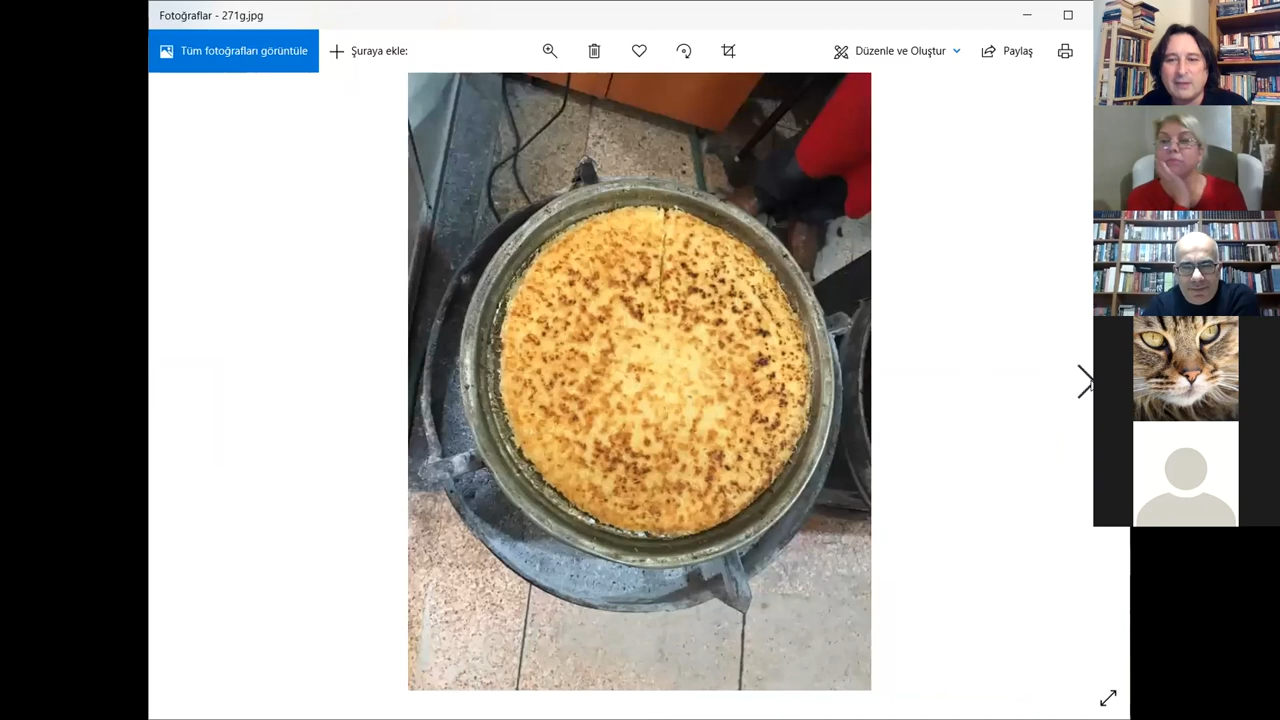 Fotoğraflar - 271g.jpg
Tüm fotoğrafları görüntüle
Şuraya ekle:
Düzenle ve Oluştur
Paylaş